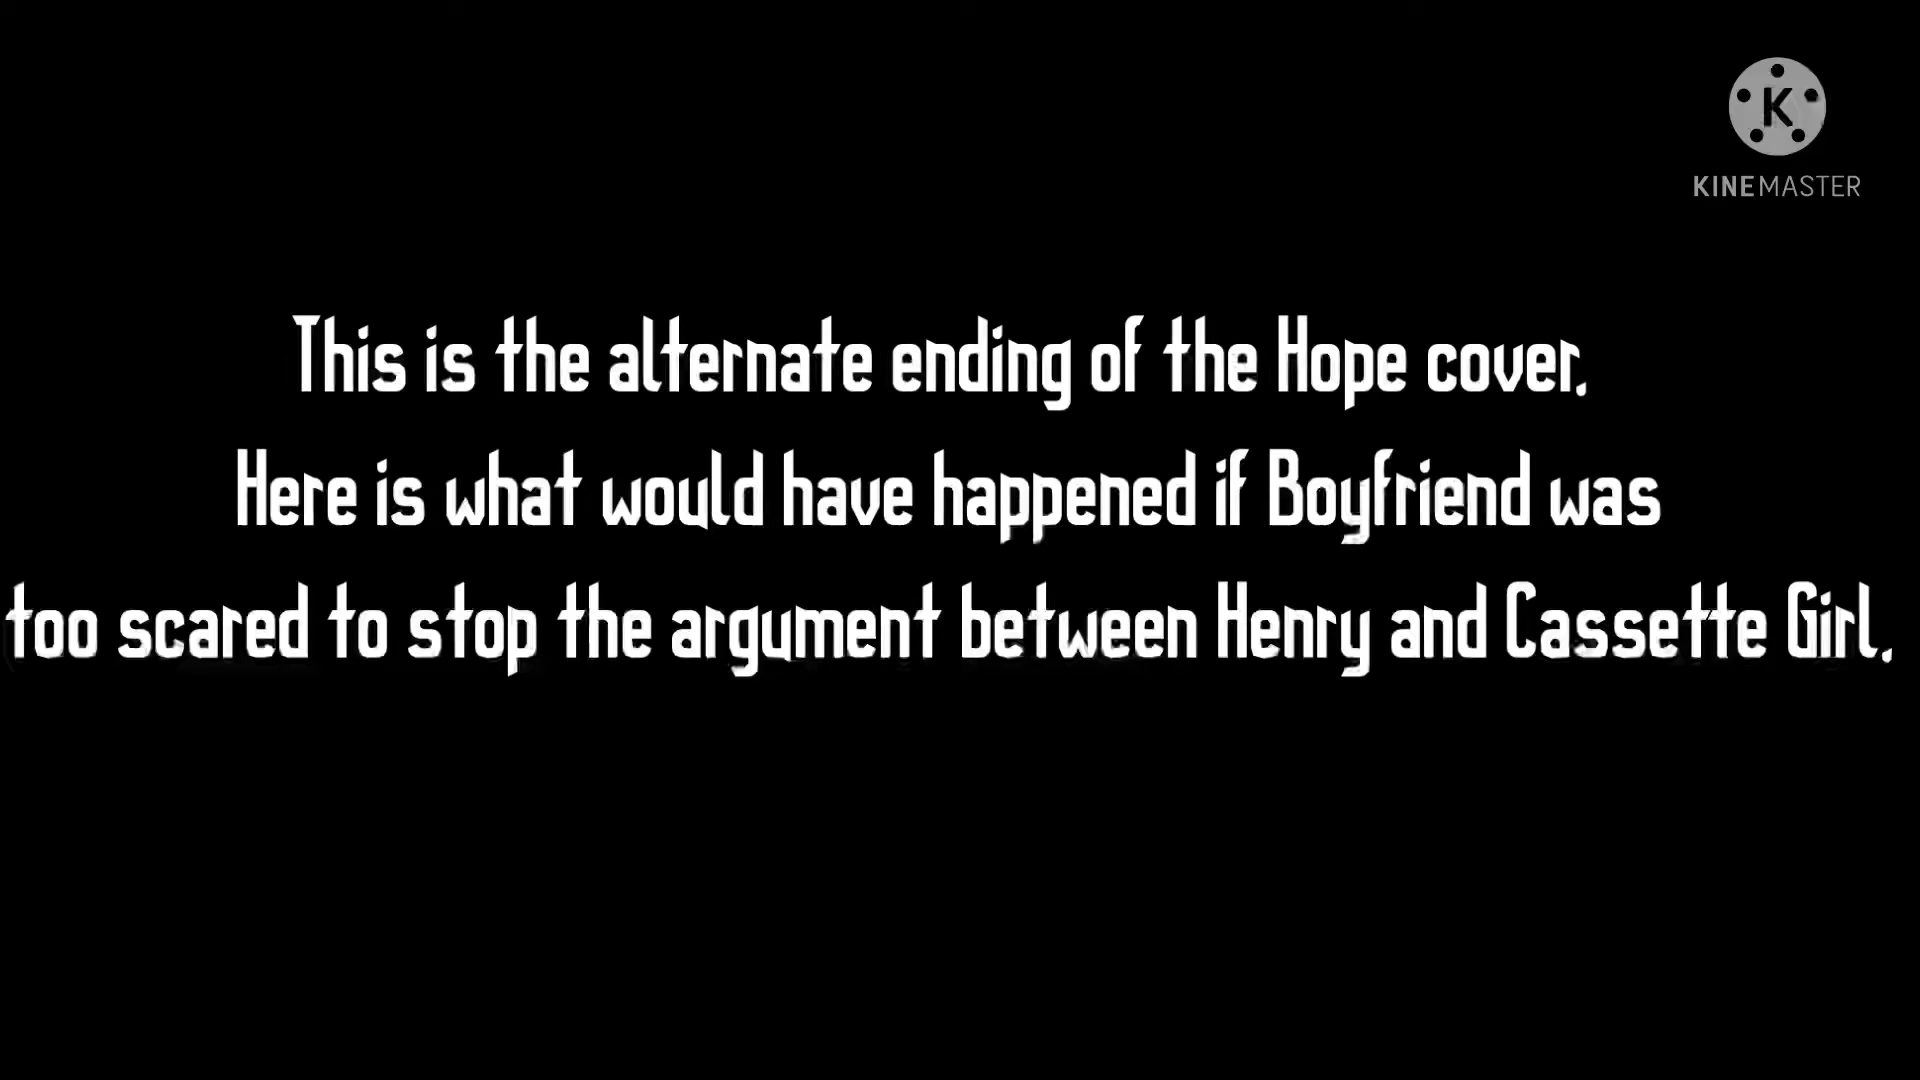 K
KINEMASTER
This is the alternate ending of the Hope cover.
Here is what would have happened if Boyfriend was
too scared to stop the argument between Henry and Cassette Girl.